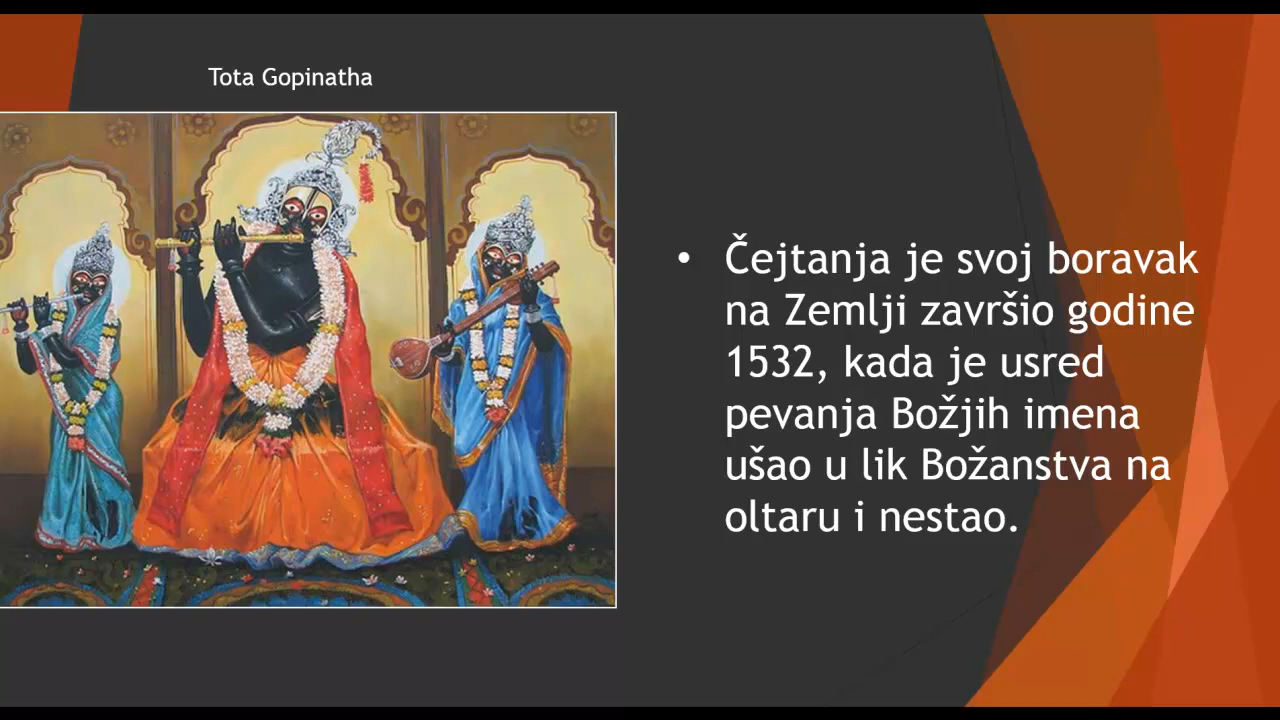 Tota Gopinatha
• Čejtanja je svoj boravak
na Zemlji završio godine
1532, kada je usred
pevanja Božjih imena
ušao u lik Božanstva na
oltaru i nestao.